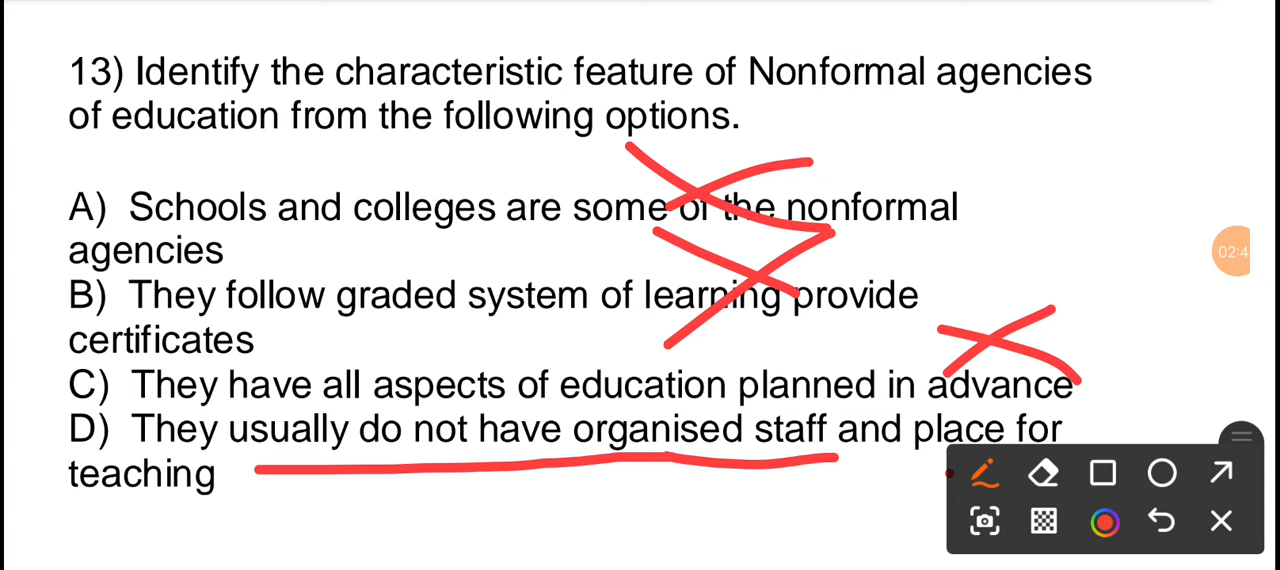 13) Identify the characteristic feature of Nonformal agencies
of education from the following options.
A) Schools and colleges are some of the nonformal
agencies
B) They follow graded system of learning provide
certificates
C) They have all aspects of education planned in advance
D) They usually do not have organised staff and place for
teaching
02:4